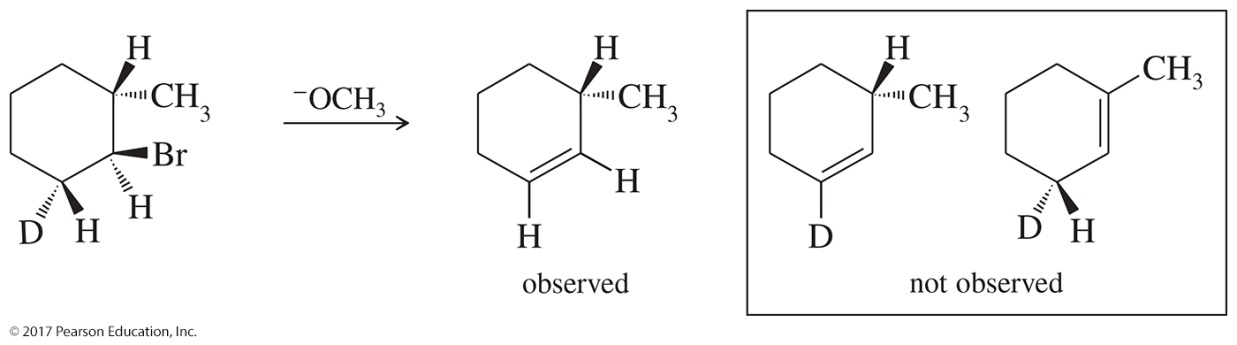 H
CH₃
Br
H
D
H
⁻OCH₃
H
CH₃
H
H
observed
H
CH₃
D
CH₃
D
H
not observed
© 2017 Pearson Education, Inc.